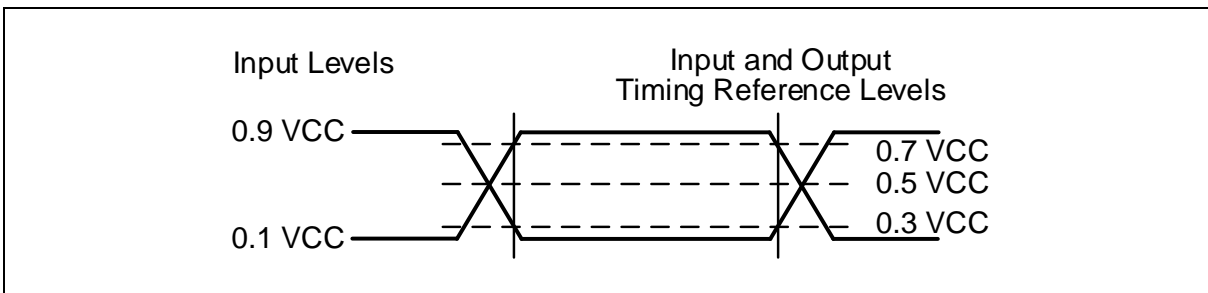 Input Levels
Input and Output
Timing Reference Levels
0.9 VCC
0.7 VCC
0.5 VCC
0.3 VCC
0.1 VCC